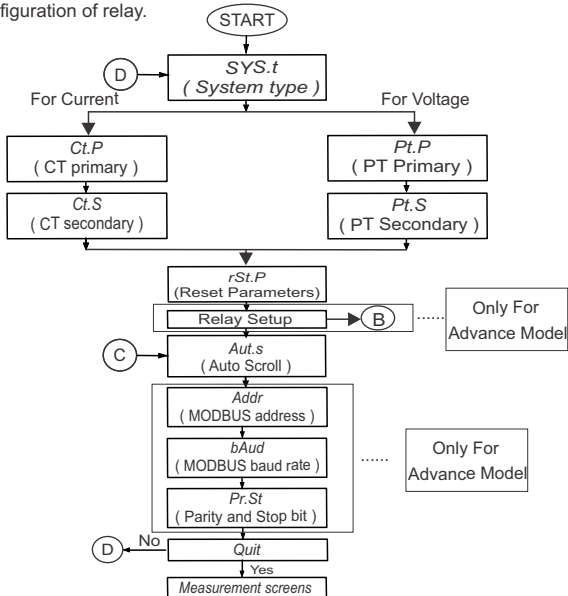 figuration of relay.
START
D
SYS.t
( System type )
For Current
For Voltage
Ct.P
( CT primary )
Pt.P
( PT Primary )
Ct.S
( CT secondary )
Pt.S
( PT Secondary )
rSt.P
(Reset Parameters)
Relay Setup
B
......
Only For
Advance Model
C
Aut.s
( Auto Scroll )
Addr
( MODBUS address )
bAud
( MODBUS baud rate )
......
Only For
Advance Model
Pr.St
( Parity and Stop bit )
D
No
Quit
Yes
Measurement screens